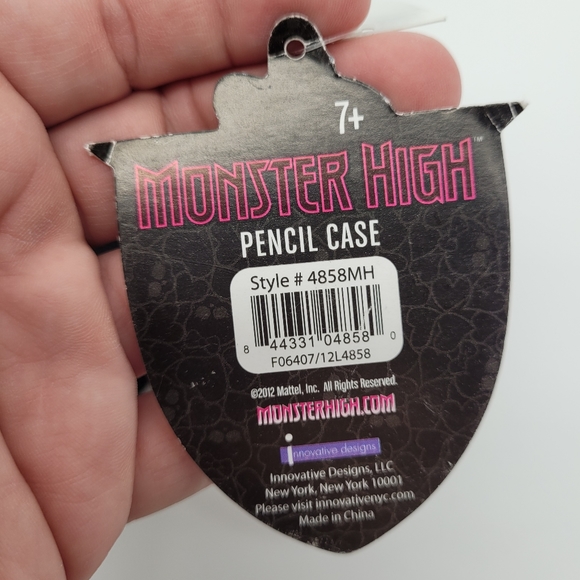 7+
MONSTER HIGH™
PENCIL CASE
Style # 4858MH
8 44331 04858 0
F06407/12L4858
©2012 Mattel, Inc. All Rights Reserved.
MONSTERHIGH.COM
innovative designs
Innovative Designs, LLC
New York, New York 10001
Please visit innovativenyc.com
Made in China